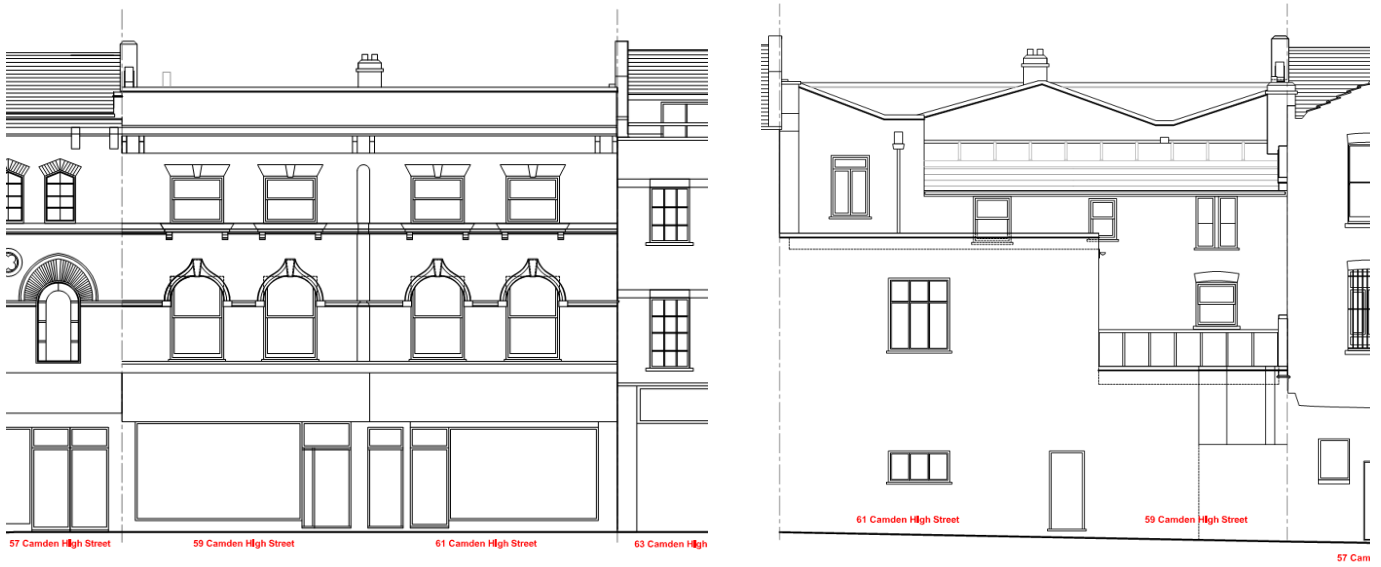 57 Camden High Street
59 Camden High Street
61 Camden High Street
63 Camden High
61 Camden High Street
59 Camden High Street
57 Cam